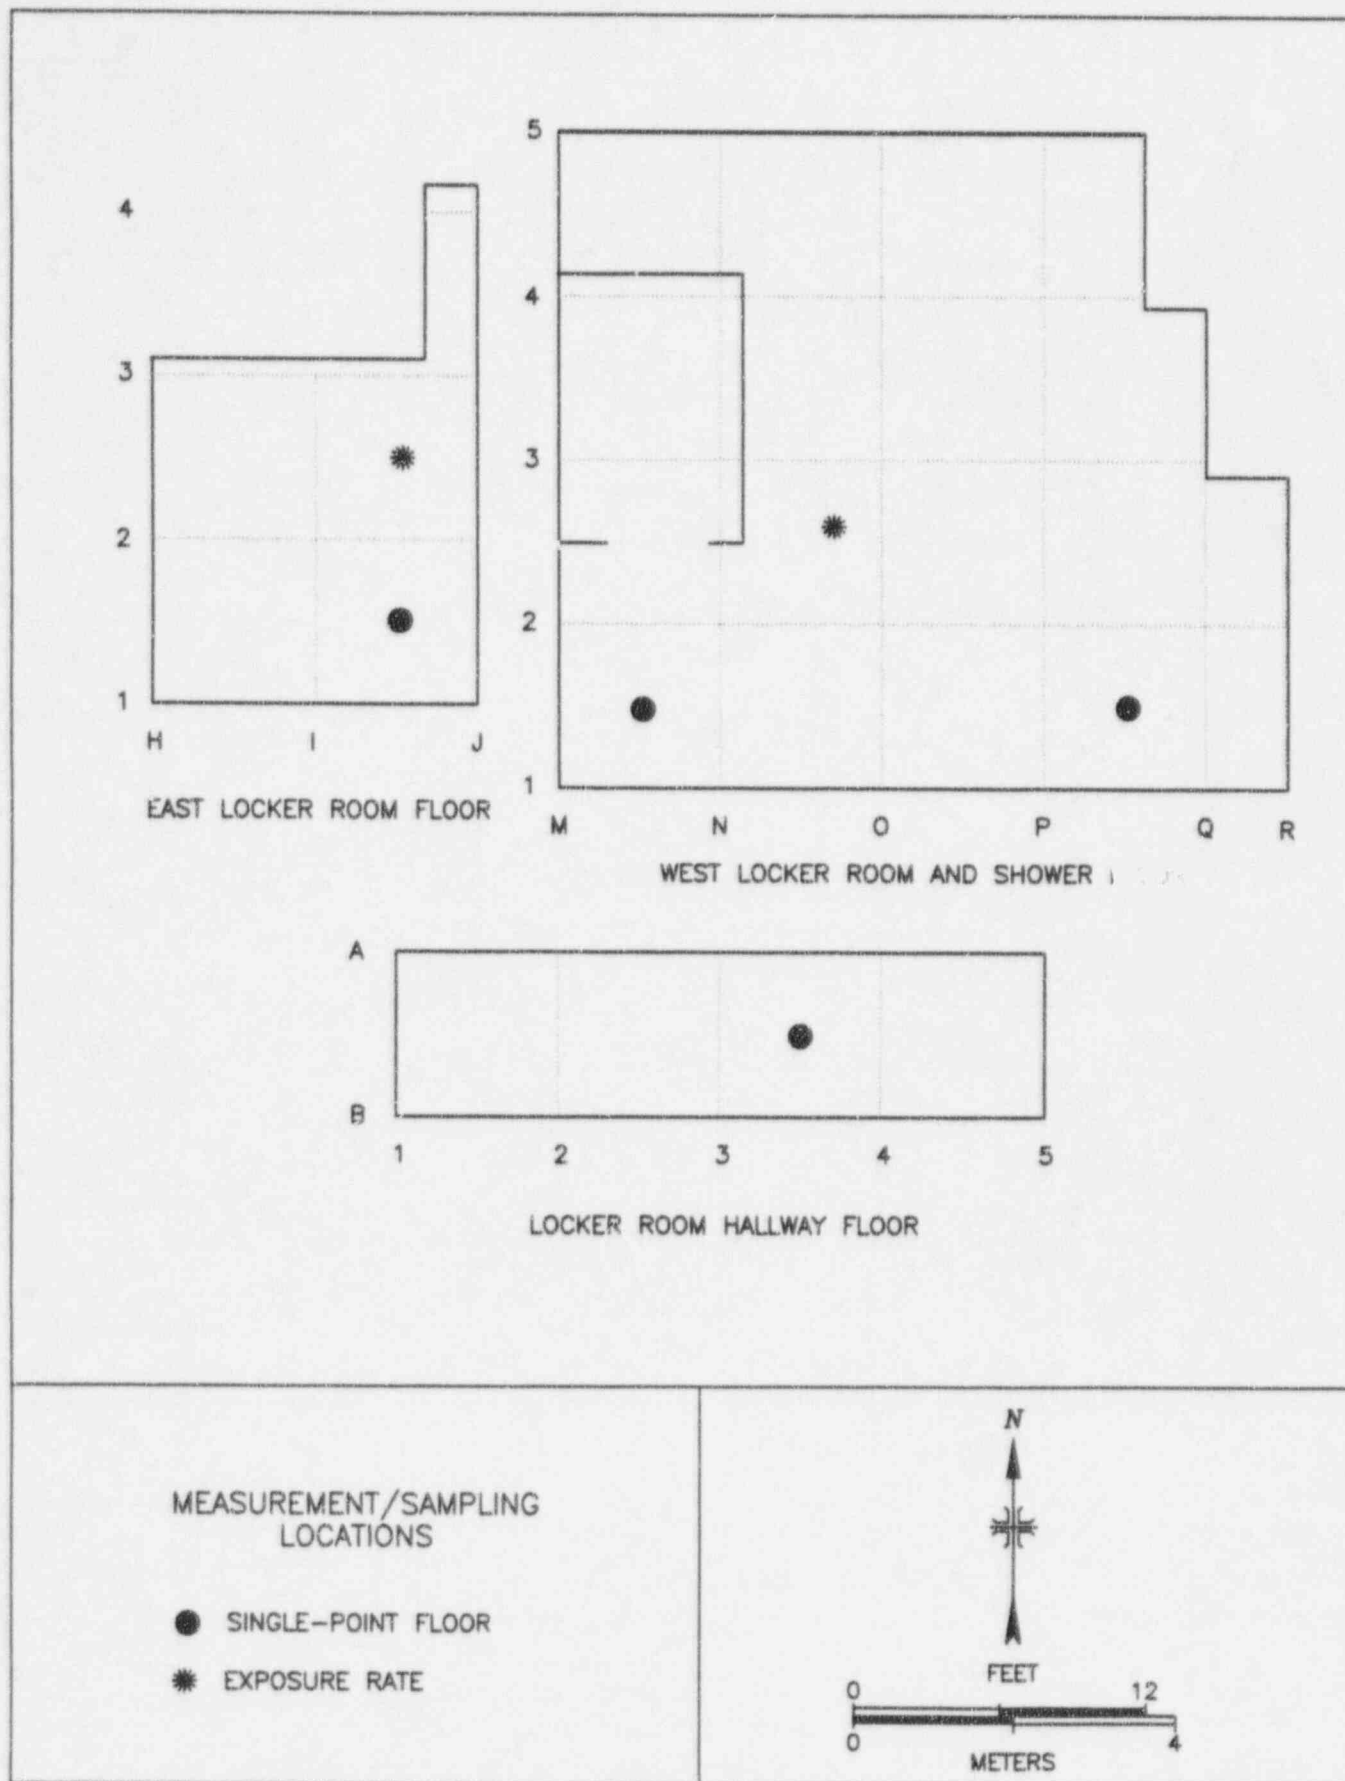 5
4
4
3
3
2
2
1
H I J
1
EAST LOCKER ROOM FLOOR
M N O P Q R
WEST LOCKER ROOM AND SHOWER
A
B
1 2 3 4 5
LOCKER ROOM HALLWAY FLOOR
MEASUREMENT/SAMPLING
LOCATIONS
SINGLE-POINT FLOOR
EXPOSURE RATE
N
FEET
0 12
0 4
METERS